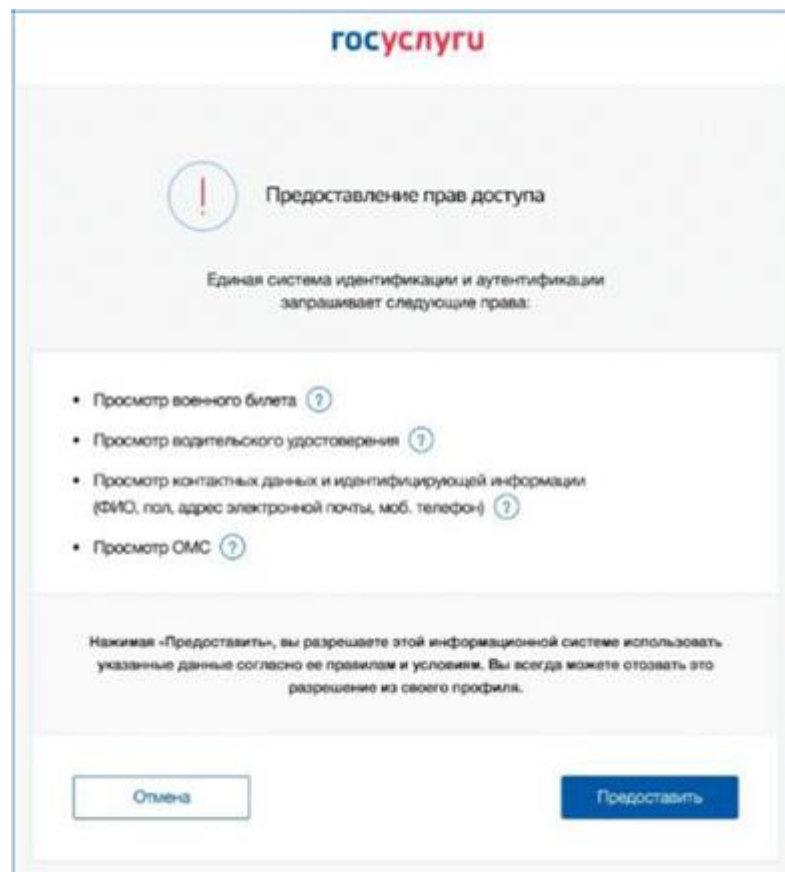 госуслуги
!
Предоставление прав доступа
Единая система идентификации и аутентификации
запрашивает следующие права:
• Просмотр военного билета ?
• Просмотр водительского удостоверения ?
• Просмотр контактных данных и идентифицирующей информации
(ФИО, пол, адрес электронной почты, моб. телефон) ?
• Просмотр ОМС ?
Нажимая «Предоставить», вы разрешаете этой информационной системе использовать
указанные данные согласно ее правилам и условиям. Вы всегда можете отозвать это
разрешение из своего профиля.
Отмена
Предоставить